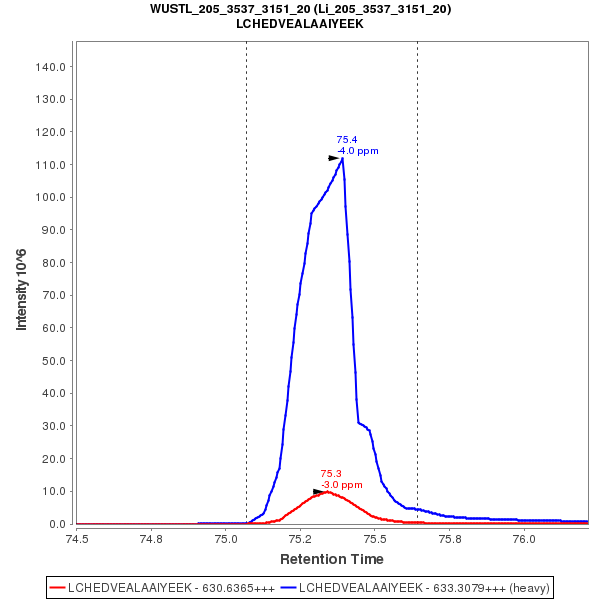 WUSTL_205_3537_3151_20 (Li_205_3537_3151_20)
LCHEDVEALAAIYEEK
Intensity 10^6
140.0
130.0
120.0
110.0
100.0
90.0
80.0
70.0
60.0
50.0
40.0
30.0
20.0
10.0
0.0
75.4
-4.0 ppm
75.3
-3.0 ppm
74.5 74.8 75.0 75.3 75.5 75.8 76.0
Retention Time
LCHEDVEALAAIYEEK - 630.6365+++ LCHEDVEALAAIYEEK - 633.3079+++ (heavy)